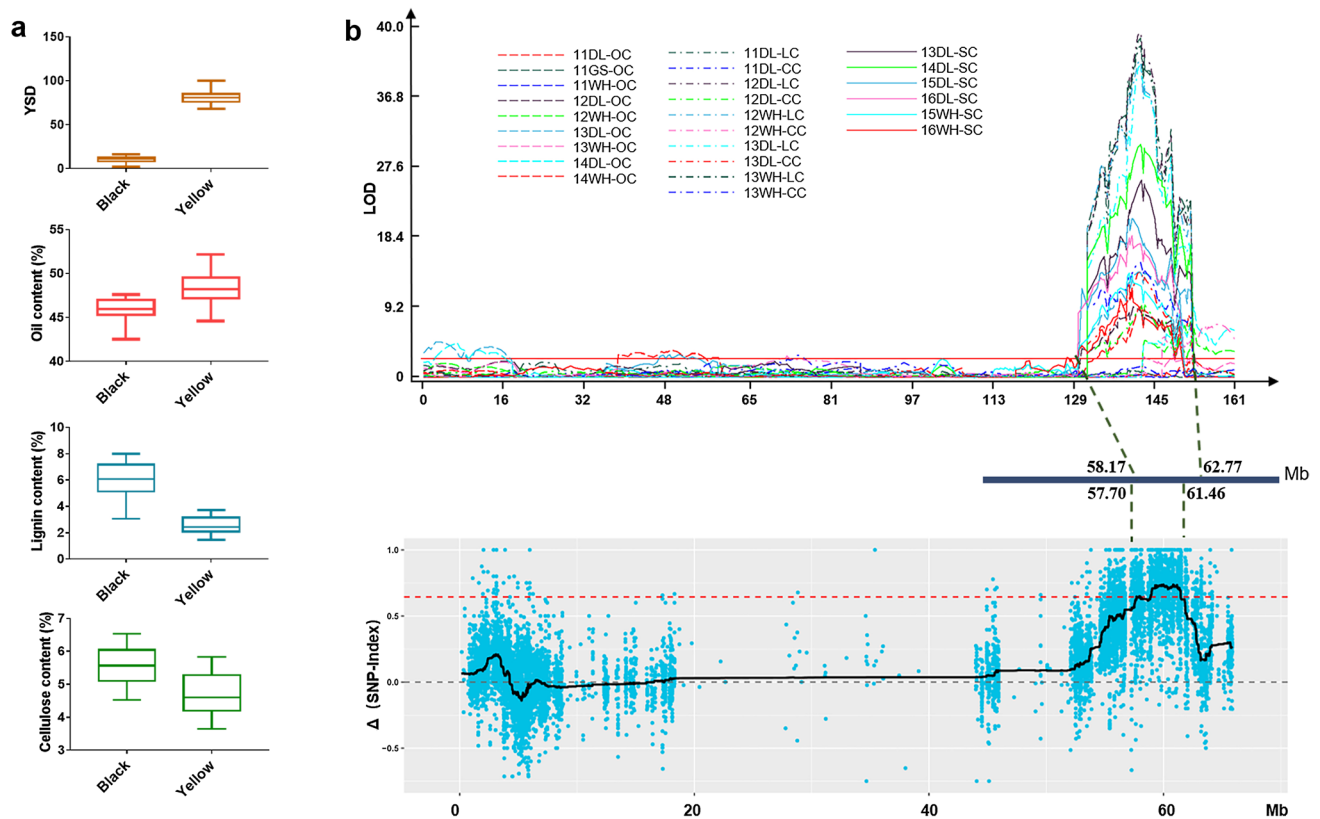 a
150
100
50
0
YSD
Black
Yellow
55
50
45
40
Oil content (%)
Black
Yellow
10
8
6
4
2
0
Lignin content (%)
Black
Yellow
7
6
5
4
3
Cellulose content (%)
Black
Yellow
b
40.0
36.8
27.6
18.4
9.2
0
LOD
11DL-OC
11GS-OC
11WH-OC
12DL-OC
12WH-OC
13DL-OC
13WH-OC
14DL-OC
14WH-OC
11DL-LC
11DL-CC
12DL-LC
12DL-CC
12WH-LC
12WH-CC
13DL-LC
13DL-CC
13WH-LC
13WH-CC
13DL-SC
14DL-SC
15DL-SC
16DL-SC
15WH-SC
16WH-SC
0 16 32 48 65 81 97 113 129 145 161
58.17 62.77
Mb
57.70 61.46
1.0
0.5
0.0
−0.5
Δ (SNP-Index)
0 20 40 60 Mb